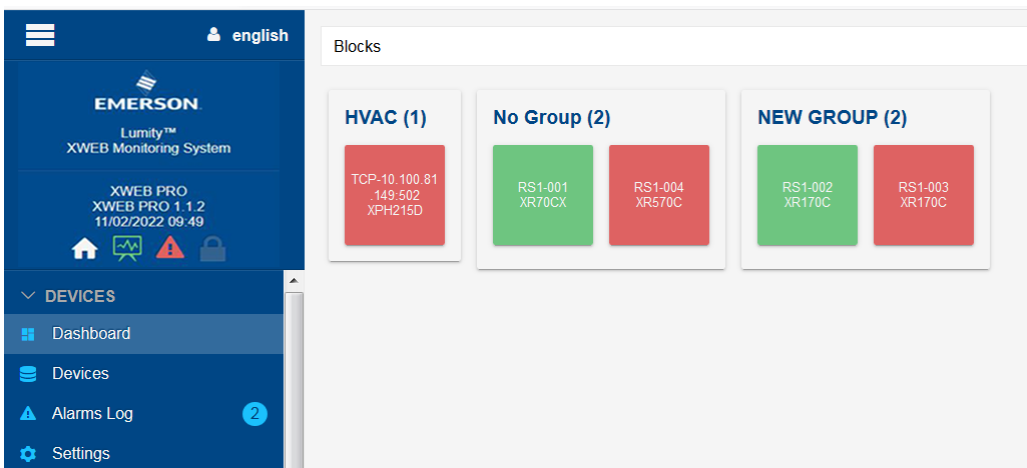 english
EMERSON.
Lumity™
XWEB Monitoring System
XWEB PRO
XWEB PRO 1.1.2
11/02/2022 09:49
DEVICES
Dashboard
Devices
Alarms Log 2
Settings
Blocks
HVAC (1)
TCP-10.100.81
.149:502
XPH215D
No Group (2)
RS1-001
XR70CX
RS1-004
XR570C
NEW GROUP (2)
RS1-002
XR170C
RS1-003
XR170C